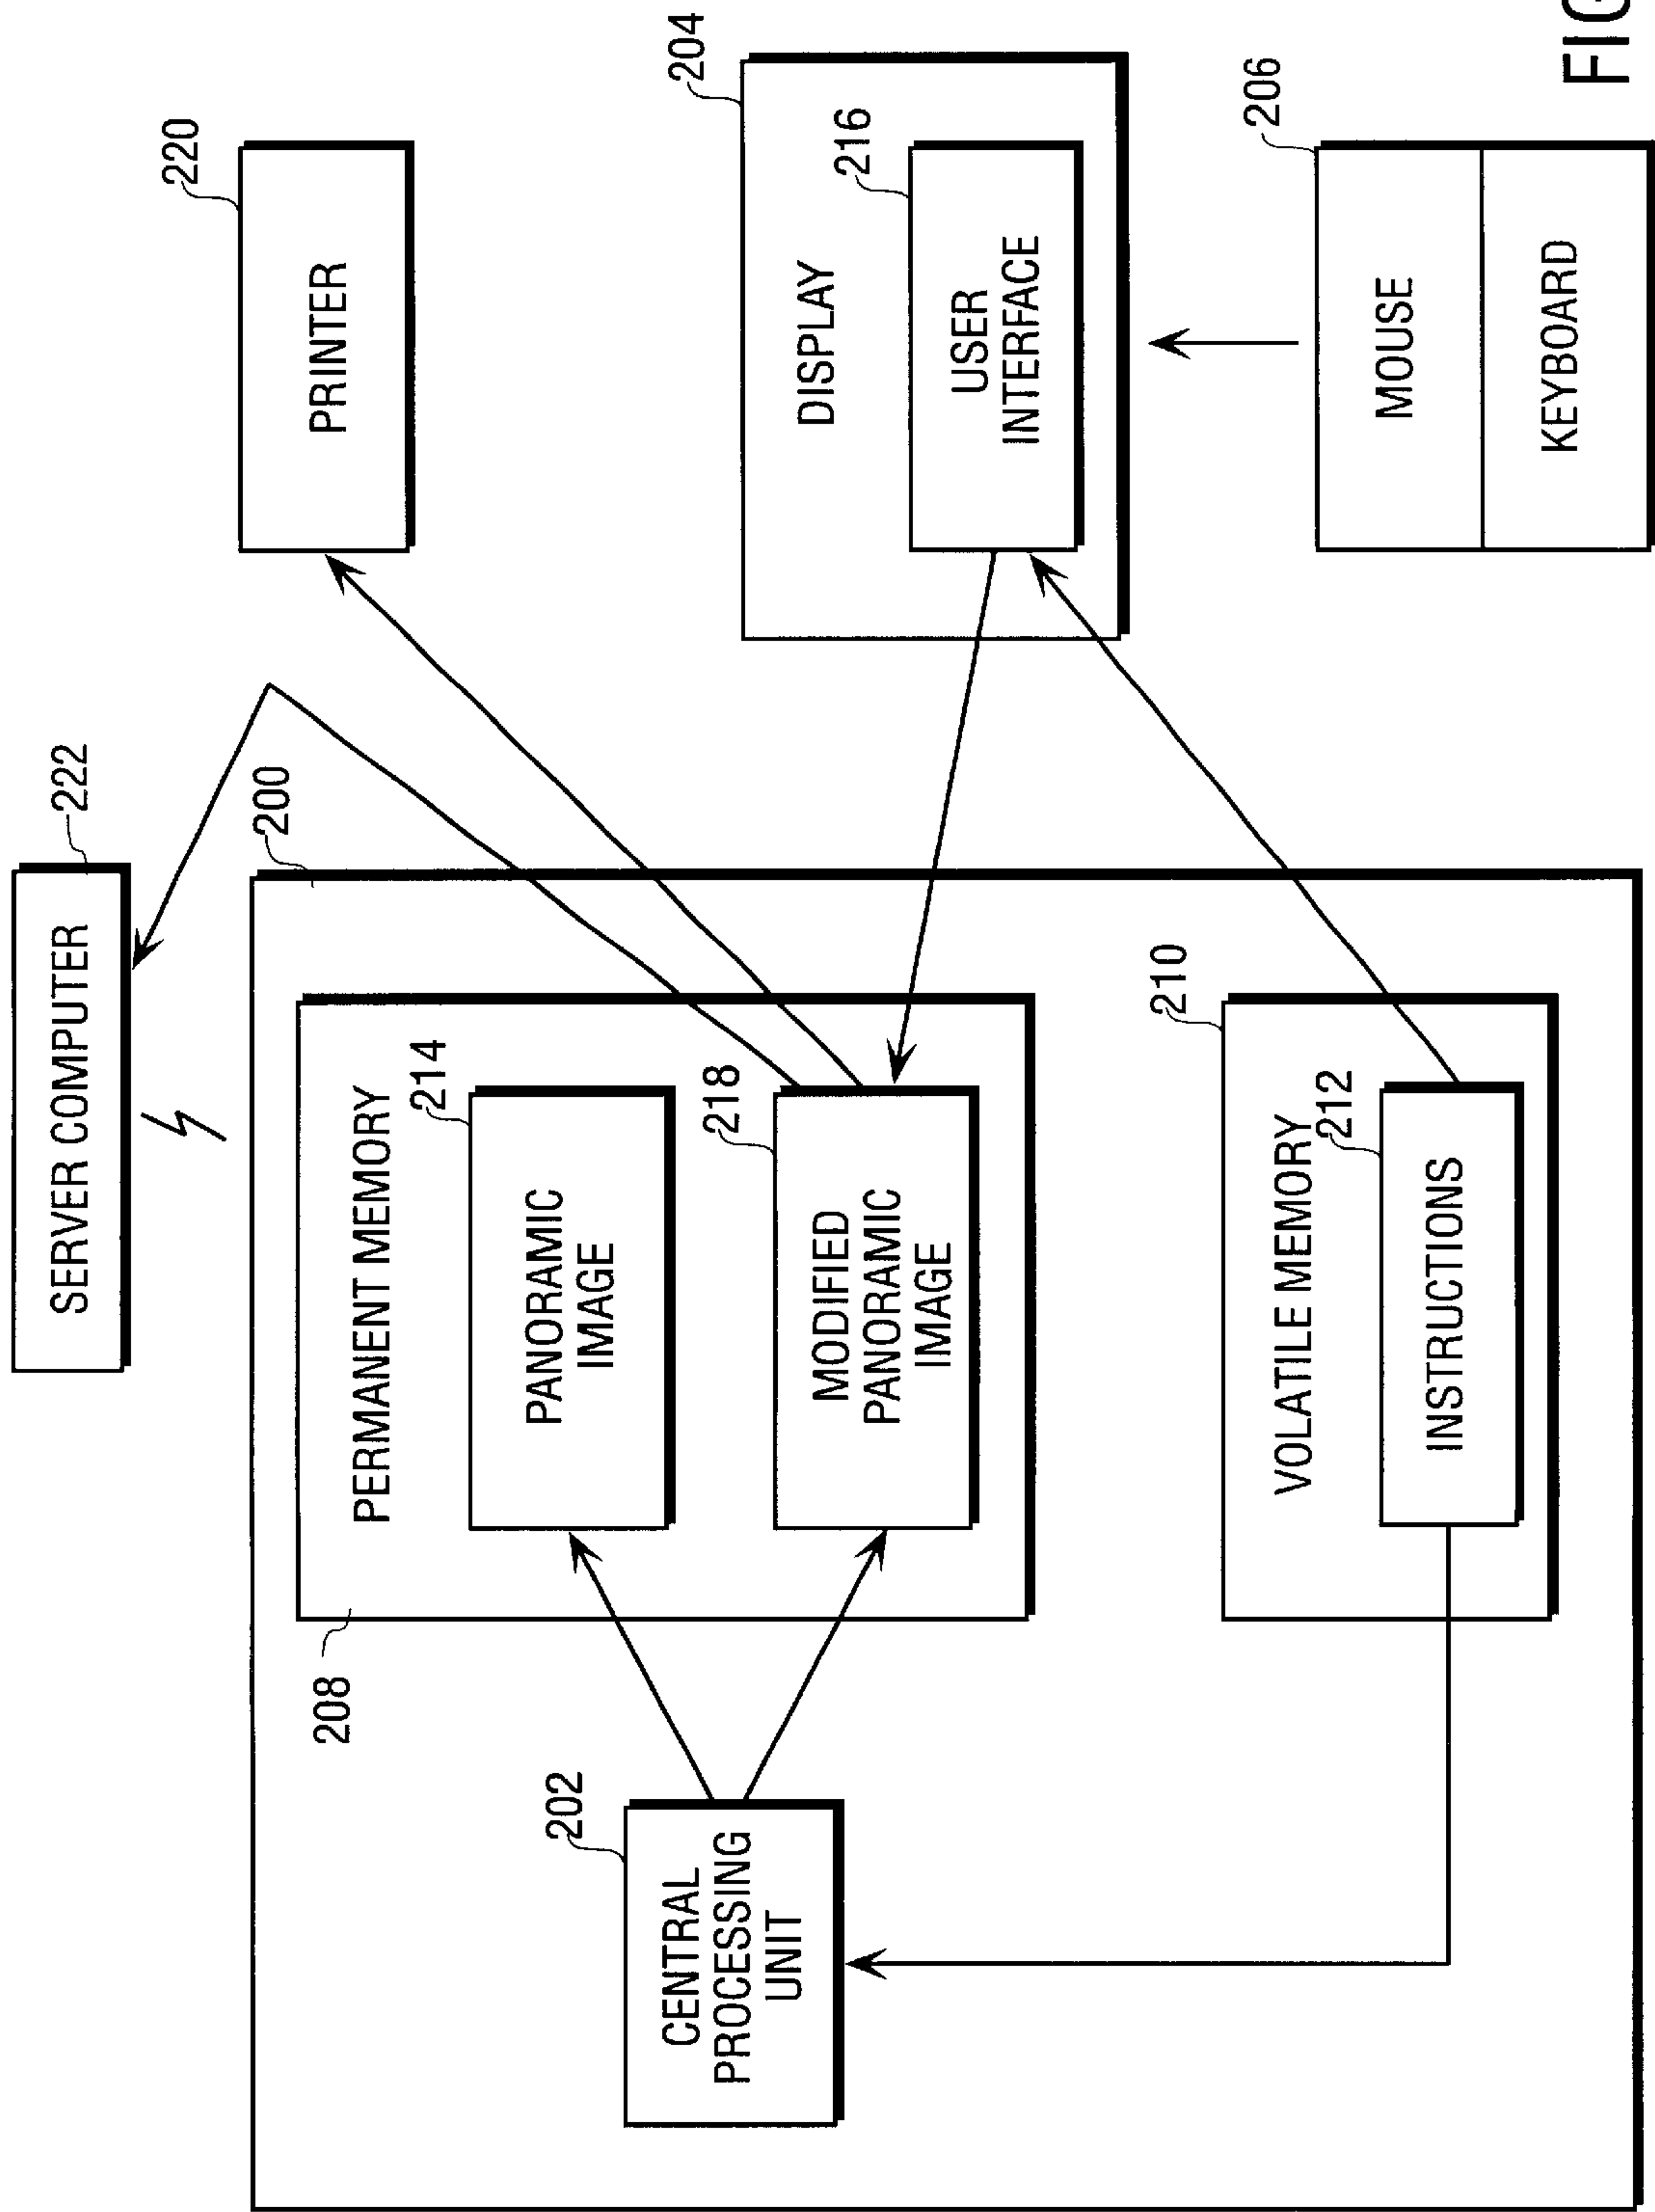 SERVER COMPUTER
222
220
PRINTER
200
208
PERMANENT MEMORY
214
PANORAMIC
IMAGE
202
CENTRAL
PROCESSING
UNIT
218
MODIFIED
PANORAMIC
IMAGE
204
DISPLAY
216
USER
INTERFACE
210
VOLATILE MEMORY
212
INSTRUCTIONS
206
MOUSE
KEYBOARD
FIG